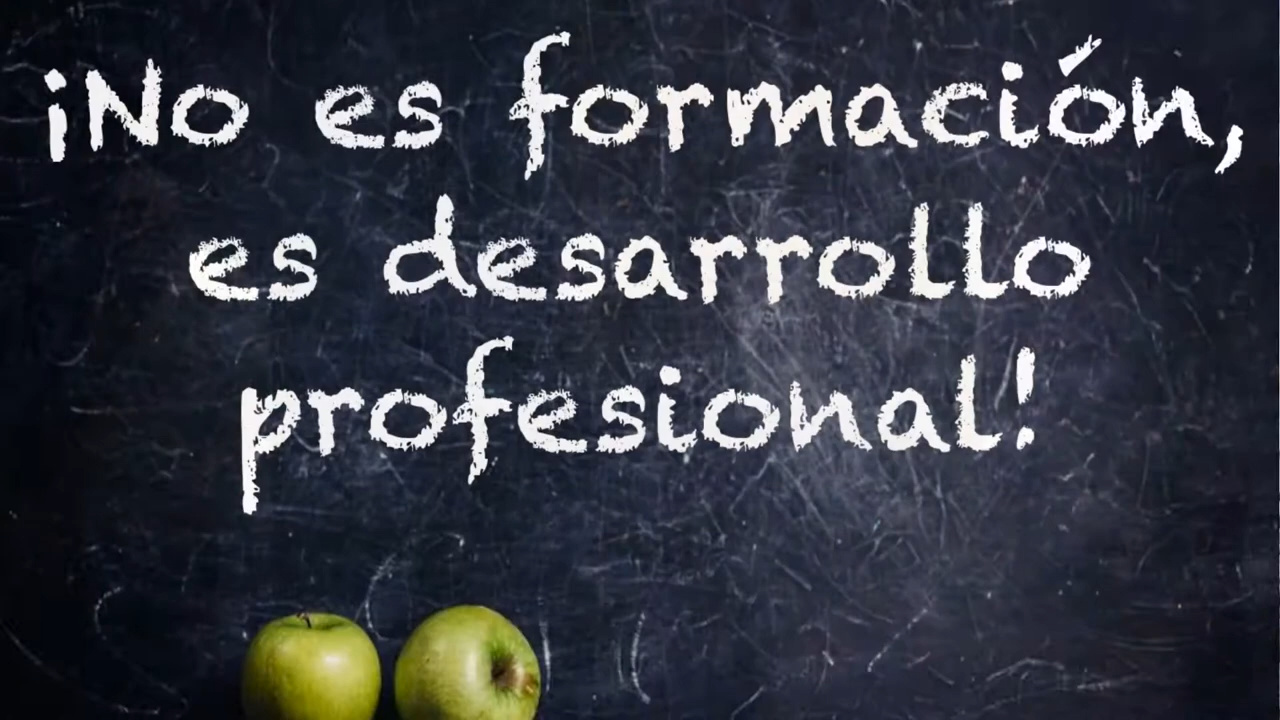 ¡No es formación,
es desarrollo
profesional!